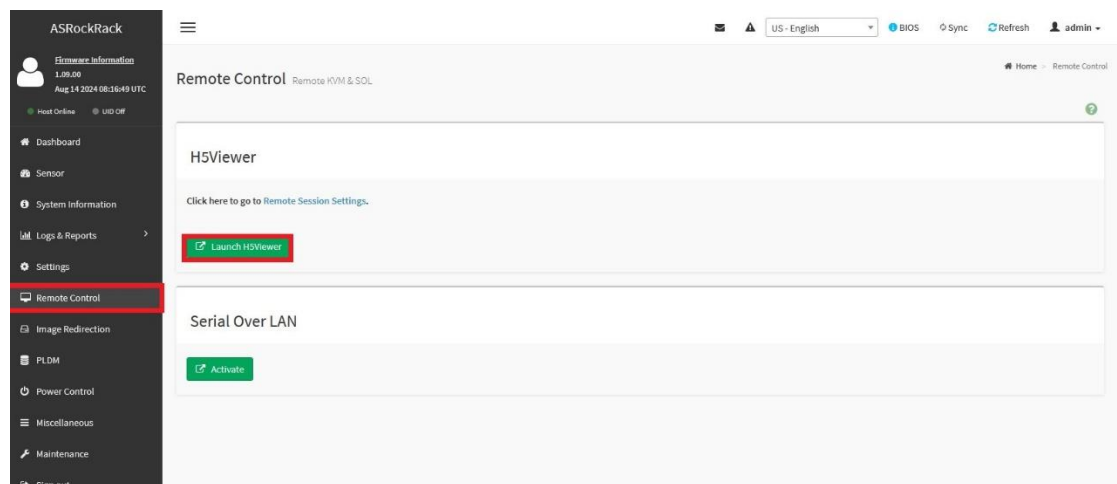 ASRockRack
US - English
BIOS
Sync
Refresh
admin
Firmware Information
1.09.00
Aug 14 2024 08:16:49 UTC
Host Online
UID Off
Remote Control Remote KVM & SOL
Home > Remote Control
Dashboard
Sensor
System Information
Logs & Reports
Settings
Remote Control
Image Redirection
PLDM
Power Control
Miscellaneous
Maintenance
H5Viewer
Click here to go to Remote Session Settings.
Launch H5Viewer
Serial Over LAN
Activate